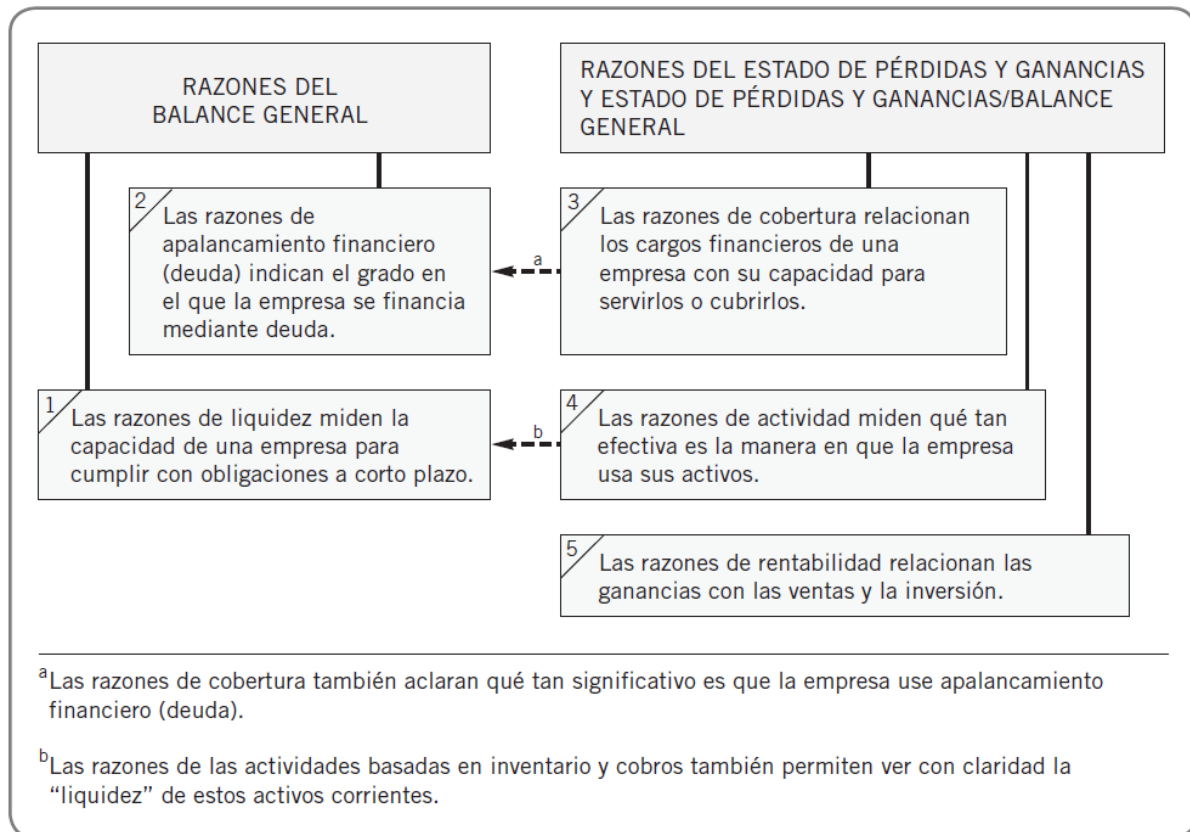 RAZONES DEL
BALANCE GENERAL
RAZONES DEL ESTADO DE PÉRDIDAS Y GANANCIAS
Y ESTADO DE PÉRDIDAS Y GANANCIAS/BALANCE
GENERAL
2
Las razones de
apalancamiento financiero
(deuda) indican el grado en
el que la empresa se financia
mediante deuda.
a
3
Las razones de cobertura relacionan
los cargos financieros de una
empresa con su capacidad para
servirlos o cubrirlos.
1
Las razones de liquidez miden la
capacidad de una empresa para
cumplir con obligaciones a corto plazo.
b
4
Las razones de actividad miden qué tan
efectiva es la manera en que la empresa
usa sus activos.
5
Las razones de rentabilidad relacionan las
ganancias con las ventas y la inversión.
a Las razones de cobertura también aclaran qué tan significativo es que la empresa use apalancamiento
financiero (deuda).
b Las razones de las actividades basadas en inventario y cobros también permiten ver con claridad la
“liquidez” de estos activos corrientes.